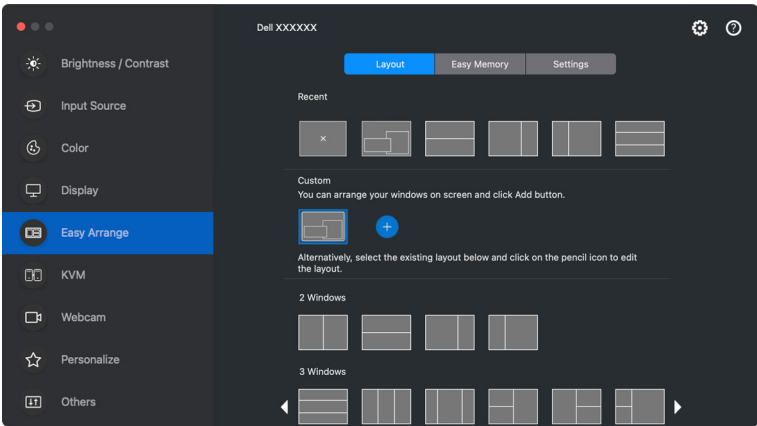 Dell XXXXXX
Brightness / Contrast
Input Source
Color
Display
Easy Arrange
KVM
Webcam
Personalize
Others
Layout
Easy Memory
Settings
Recent
Custom
You can arrange your windows on screen and click Add button.
Alternatively, select the existing layout below and click on the pencil icon to edit
the layout.
2 Windows
3 Windows